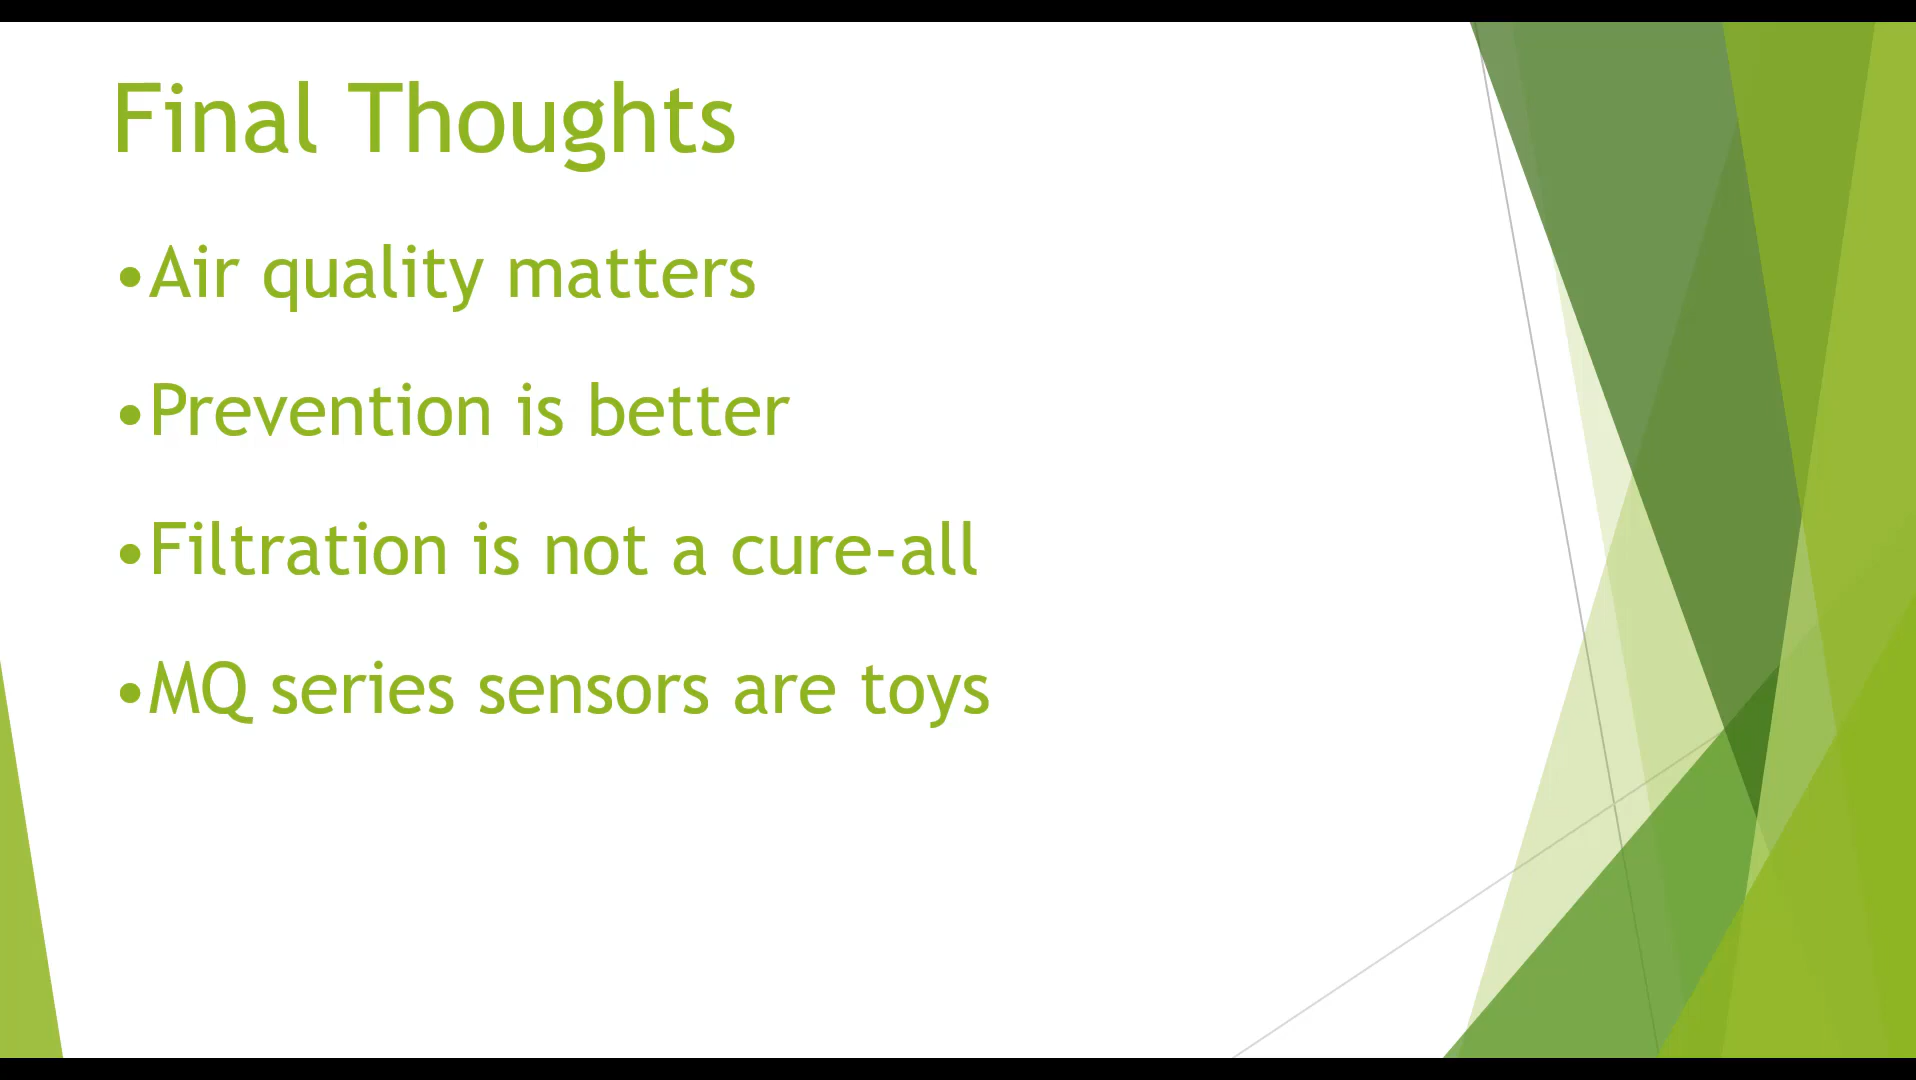 Final Thoughts
•Air quality matters
•Prevention is better
•Filtration is not a cure-all
•MQ series sensors are toys